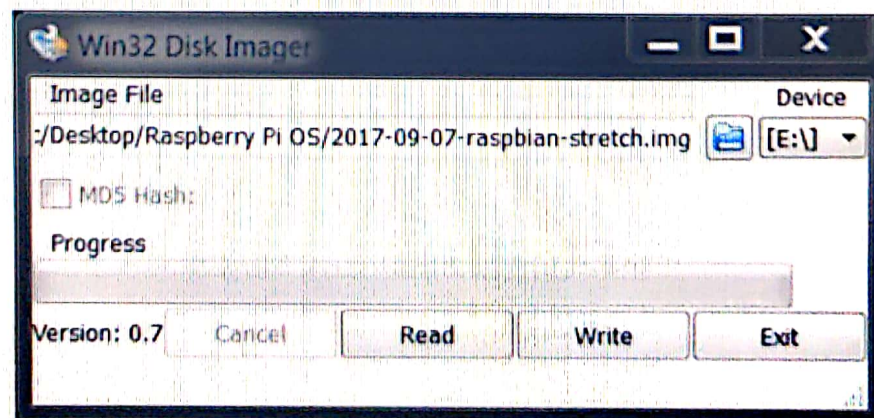 Win32 Disk Imager
Image File Device
:/Desktop/Raspberry Pi OS/2017-09-07-raspbian-stretch.img [E:\]
MD5 Hash:
Progress
Version: 0.7 Cancel Read Write Exit